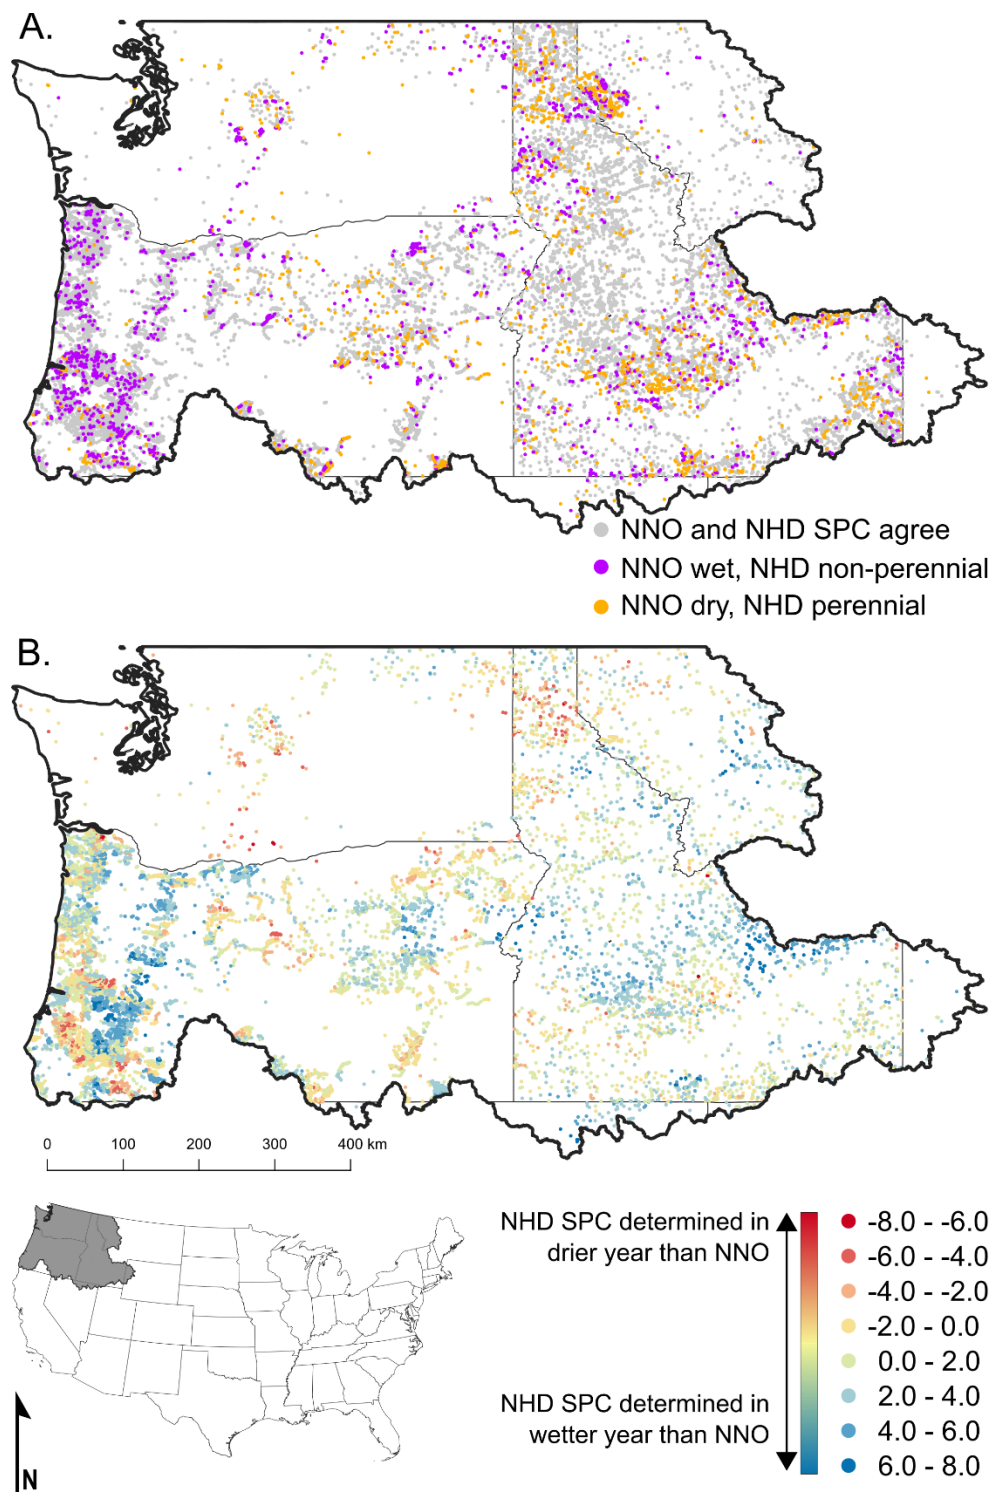 A.
NNO and NHD SPC agree
NNO wet, NHD non-perennial
NNO dry, NHD perennial
B.
0 100 200 300 400 km
NHD SPC determined in
drier year than NNO
NHD SPC determined in
wetter year than NNO
-8.0 - -6.0
-6.0 - -4.0
-4.0 - -2.0
-2.0 - 0.0
0.0 - 2.0
2.0 - 4.0
4.0 - 6.0
6.0 - 8.0
N